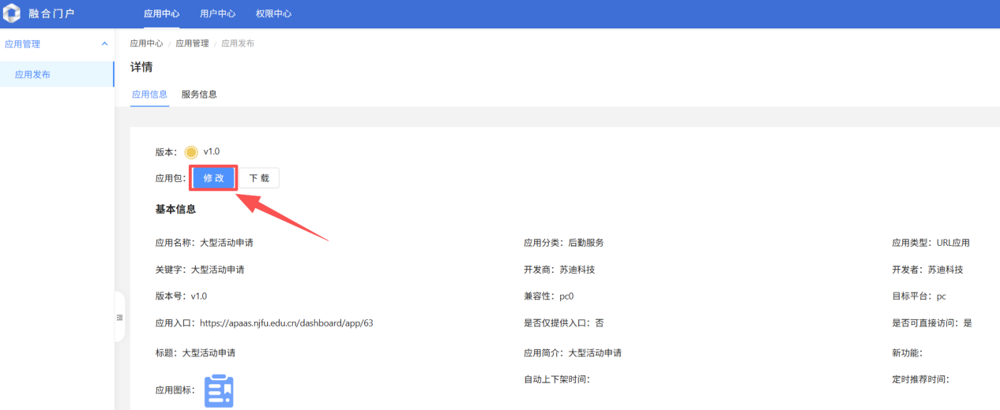 融合门户
应用中心 用户中心 权限中心
应用管理
应用发布
应用中心 / 应用管理 / 应用发布
详情
应用信息 服务信息
版本： v1.0
应用包： 修 改 下 载
基本信息
应用名称：大型活动申请 应用分类：后勤服务 应用类型：URL应用
关键字：大型活动申请 开发商：苏迪科技 开发者：苏迪科技
版本号：v1.0 兼容性：pc0 目标平台：pc
应用入口：https://apaas.njfu.edu.cn/dashboard/app/63 是否仅提供入口：否 是否可直接访问：是
标题：大型活动申请 应用简介：大型活动申请 新功能：
应用图标： 自动上下架时间： 定时推荐时间：